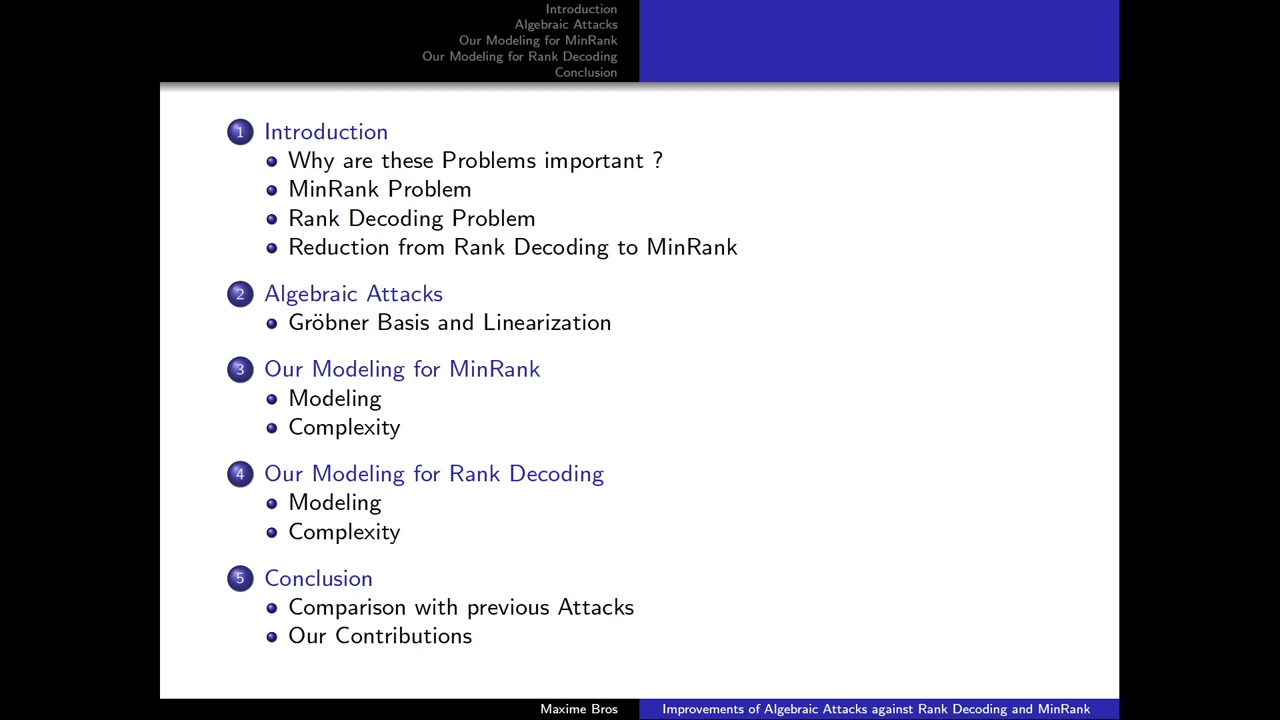 Introduction
Algebraic Attacks
Our Modeling for MinRank
Our Modeling for Rank Decoding
Conclusion
1 Introduction
Why are these Problems important ?
MinRank Problem
Rank Decoding Problem
Reduction from Rank Decoding to MinRank
2 Algebraic Attacks
Gröbner Basis and Linearization
3 Our Modeling for MinRank
Modeling
Complexity
4 Our Modeling for Rank Decoding
Modeling
Complexity
5 Conclusion
Comparison with previous Attacks
Our Contributions
Maxime Bros Improvements of Algebraic Attacks against Rank Decoding and MinRank